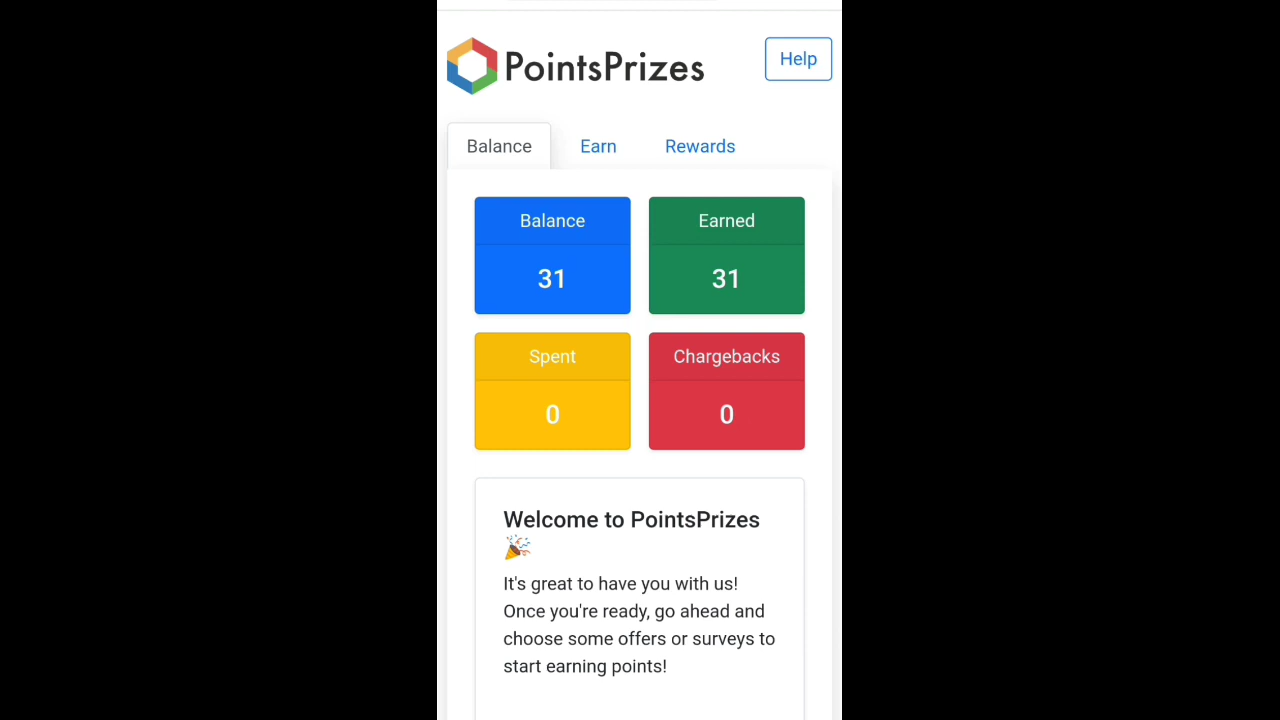 PointsPrizes
Help
Balance
Earn
Rewards
Balance
31
Earned
31
Spent
0
Chargebacks
0
Welcome to PointsPrizes
🎉
It's great to have you with us!
Once you're ready, go ahead and
choose some offers or surveys to
start earning points!